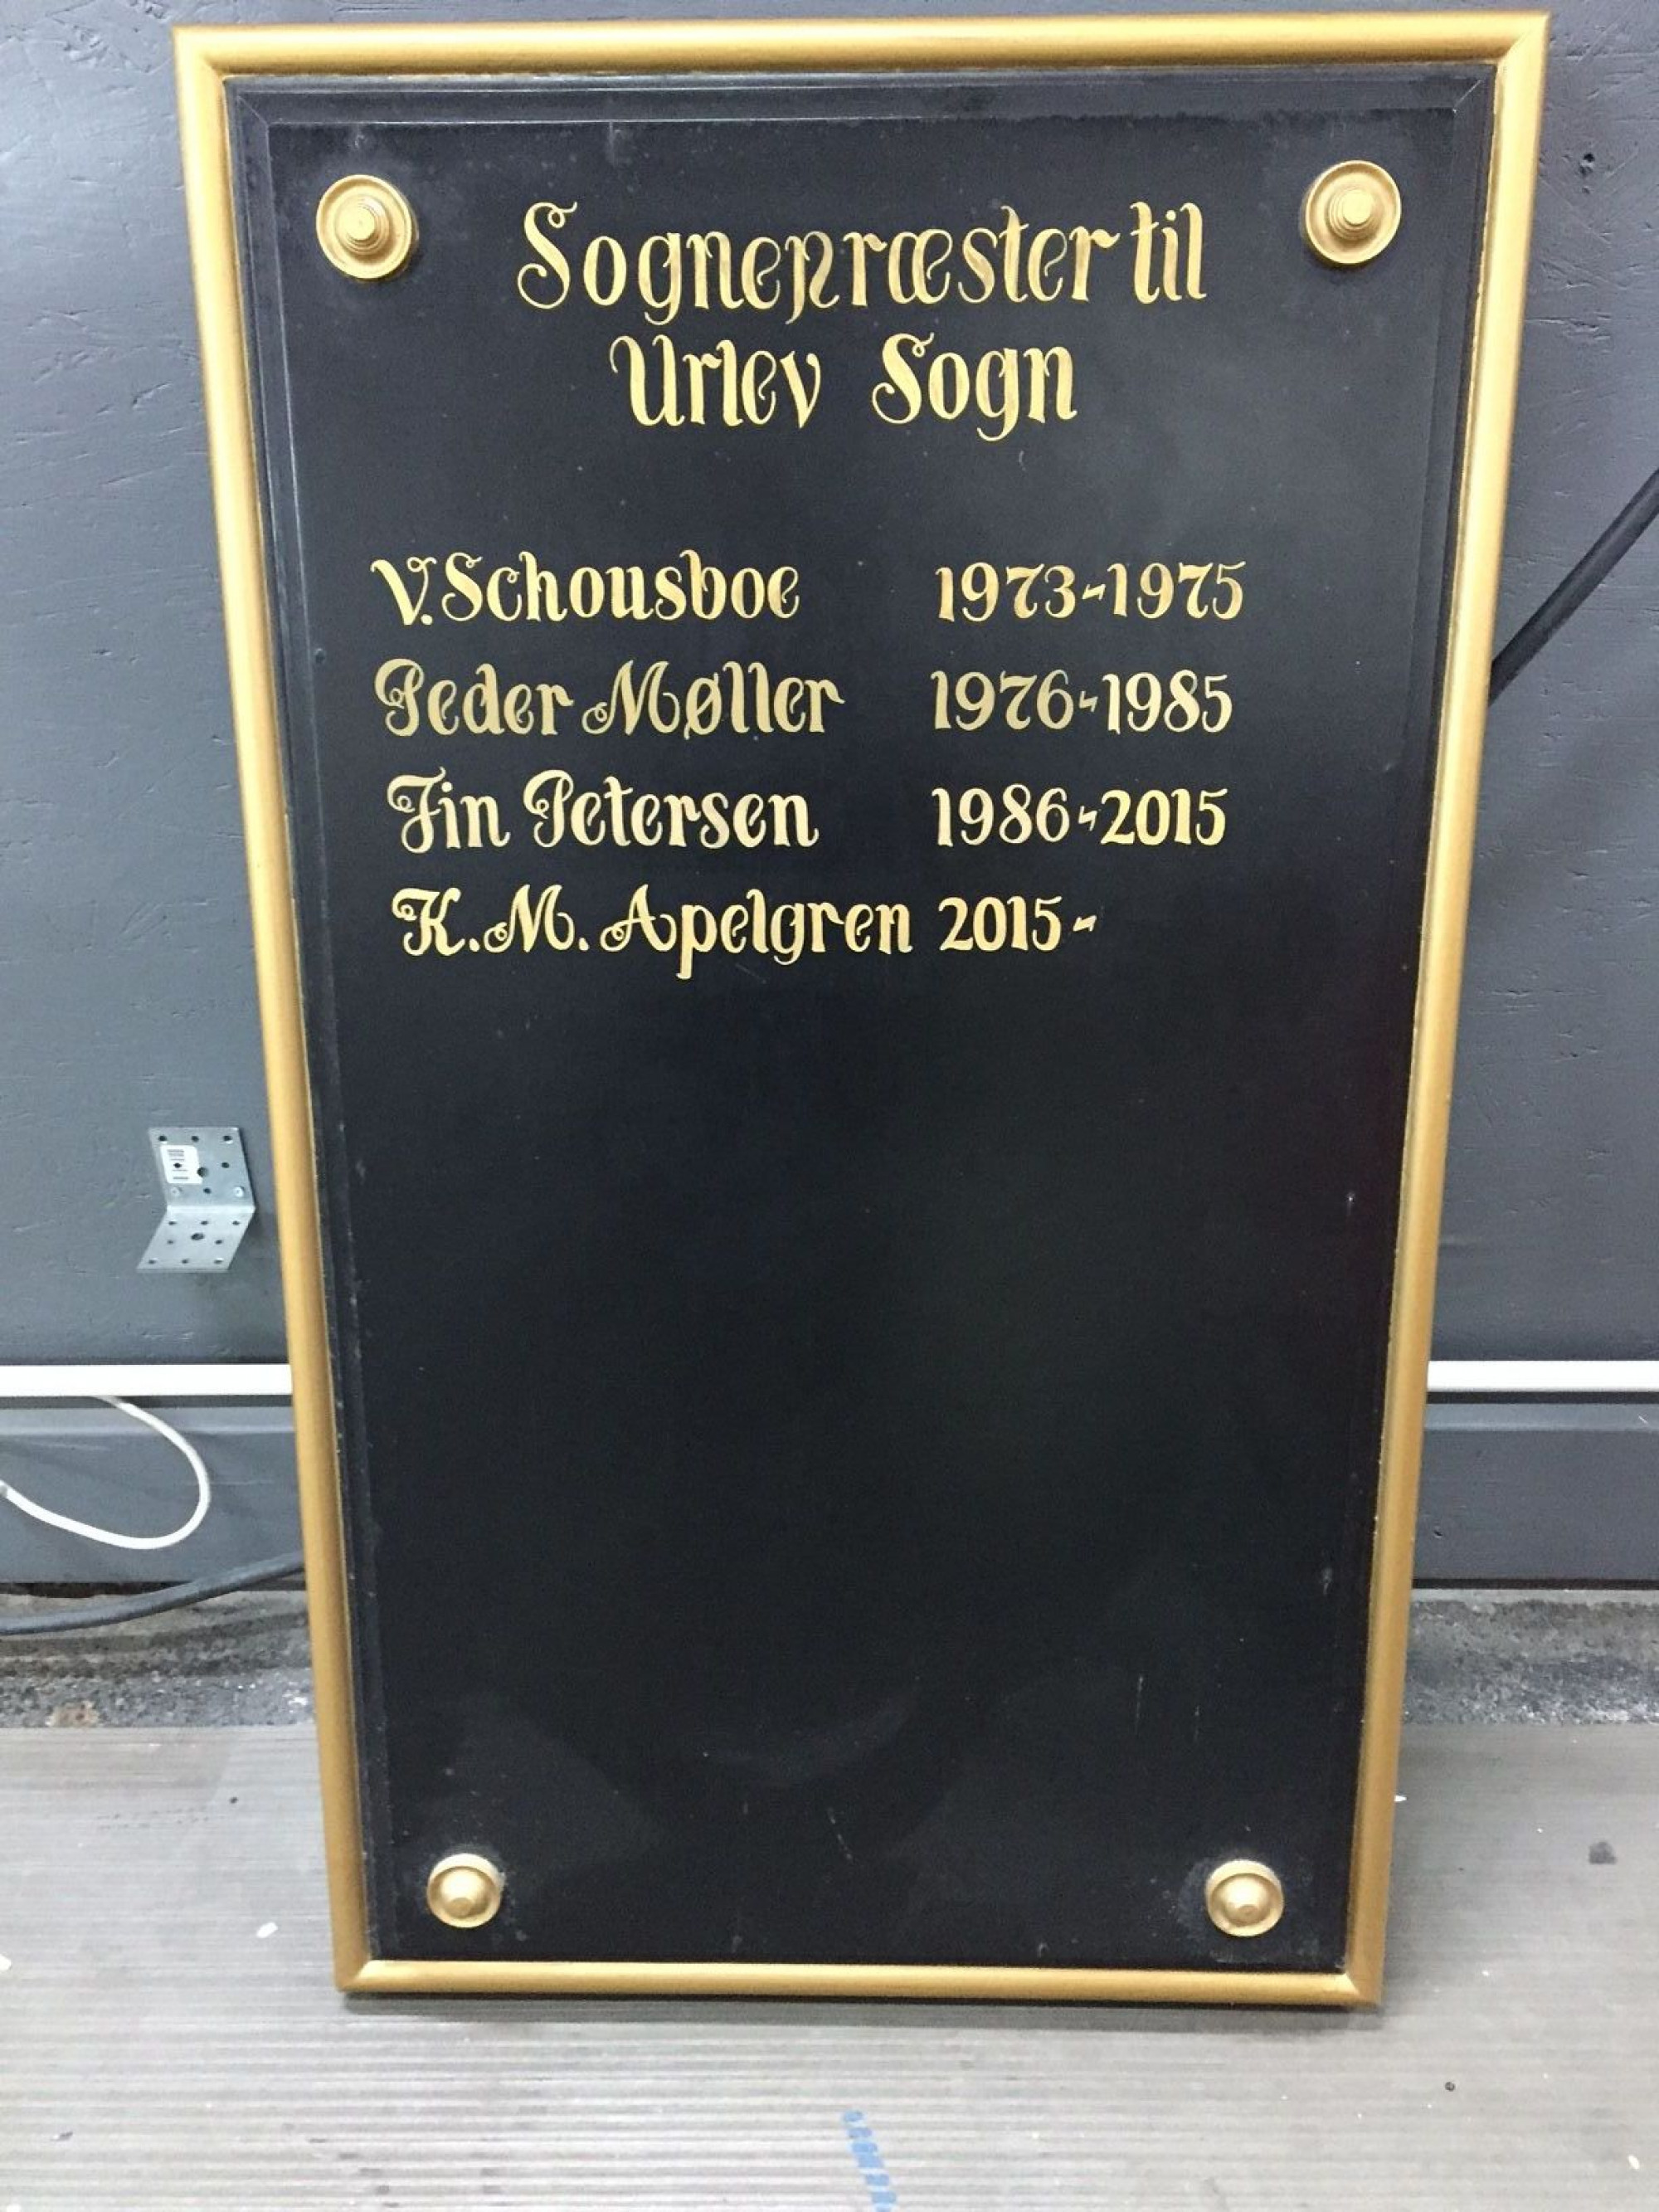 Sognepræster til
Urlev Sogn
V. Schousboe 1973-1975
Peder Møller 1976-1985
Fin Petersen 1986-2015
K.M. Apelgren 2015-